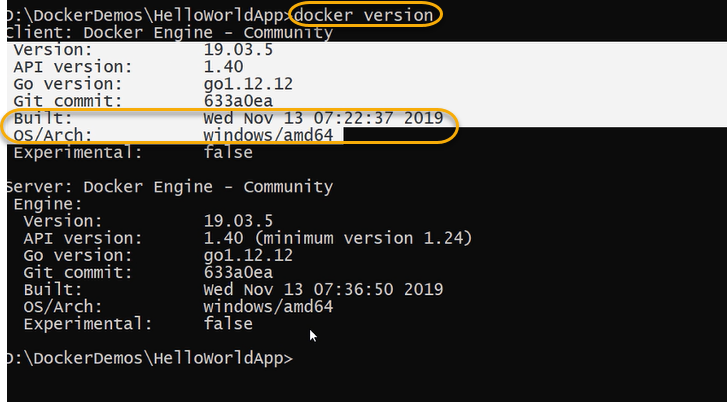 D:\DockerDemos\HelloWorldApp>docker version
Client: Docker Engine - Community
Version: 19.03.5
API version: 1.40
Go version: go1.12.12
Git commit: 633a0ea
Built: Wed Nov 13 07:22:37 2019
OS/Arch: windows/amd64
Experimental: false
Server: Docker Engine - Community
Engine:
Version: 19.03.5
API version: 1.40 (minimum version 1.24)
Go version: go1.12.12
Git commit: 633a0ea
Built: Wed Nov 13 07:36:50 2019
OS/Arch: windows/amd64
Experimental: false
D:\DockerDemos\HelloWorldApp>